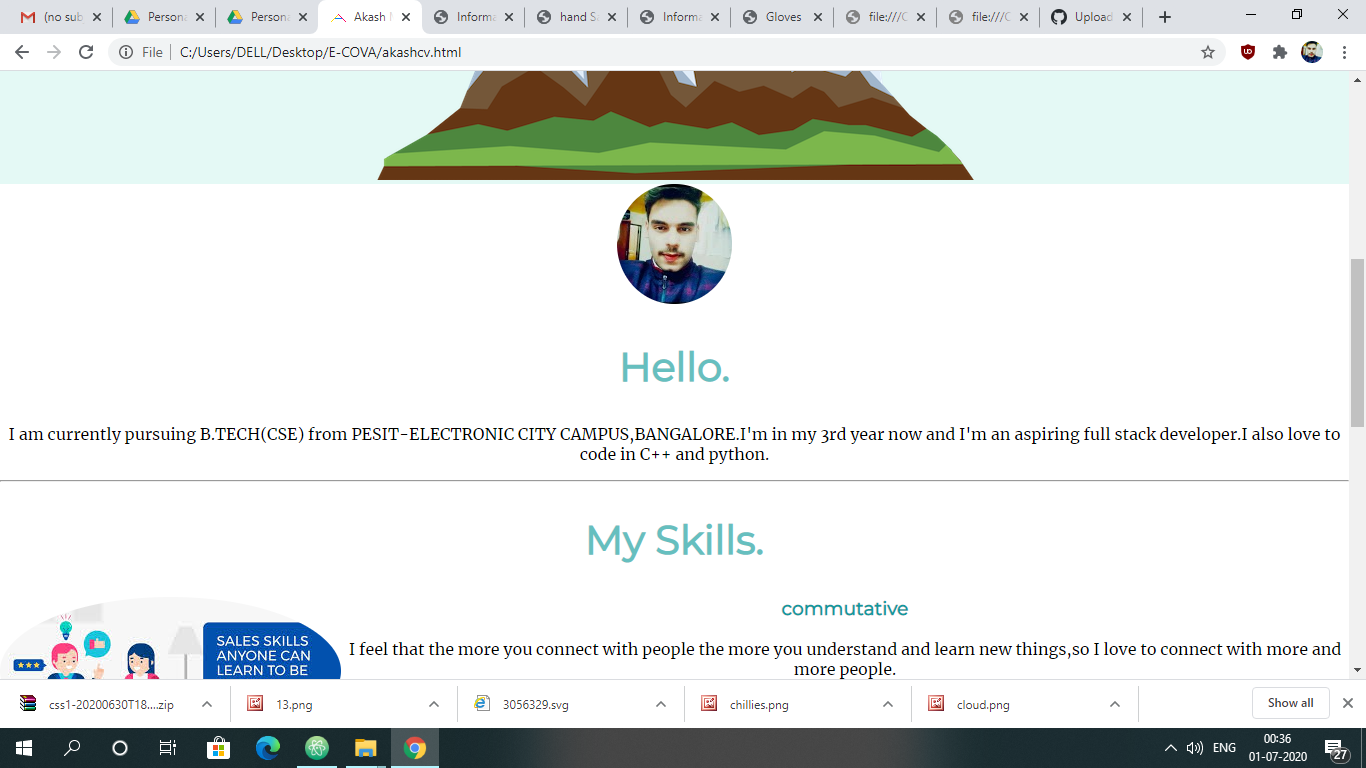 (no sub
Persona
Persona
Akash M
Informa
hand Sa
Informa
Gloves
file:///C
file:///C
Upload
File
C:/Users/DELL/Desktop/E-COVA/akashcv.html
Hello.
I am currently pursuing B.TECH(CSE) from PESIT-ELECTRONIC CITY CAMPUS,BANGALORE.I'm in my 3rd year now and I'm an aspiring full stack developer.I also love to
code in C++ and python.
My Skills.
SALES SKILLS
ANYONE CAN
LEARN TO BE
commutative
I feel that the more you connect with people the more you understand and learn new things,so I love to connect with more and
more people.
css1-20200630T18....zip
13.png
3056329.svg
chillies.png
cloud.png
Show all
ENG
00:36
01-07-2020
27